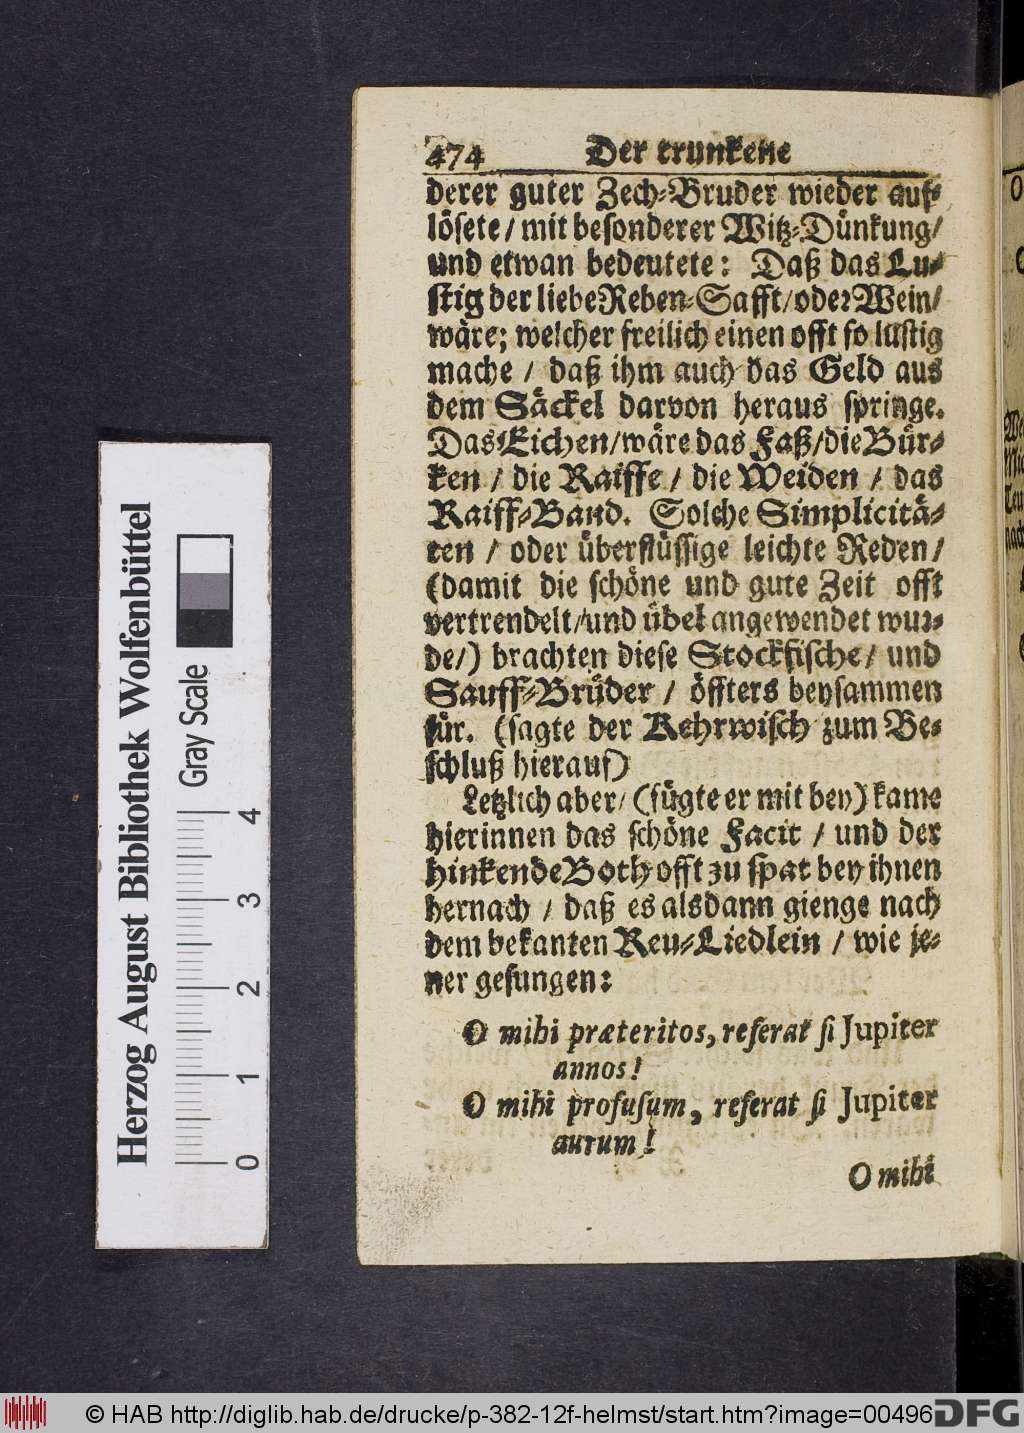 474 Der trunkene
derer guter Zech-Bruder wieder auf-
lösete / mit besonderer Witz-Dünkung/
und etwan bedeutete: Daß das Lu-
stig der liebe Reben-Safft/oder Wein/
wäre; welcher freilich einen offt so lustig
mache / daß ihm auch das Geld aus
dem Säckel darvon heraus springe.
Das Eichen/wäre das Faß/die Bür-
ken / die Raiffe / die Weiden / das
Raiff-Band. Solche Simplicitä-
ten / oder überflüssige leichte Reden/
(damit die schöne und gute Zeit offt
vertrendelt/und übel angewendet wur-
de/) brachten diese Stockfische/ und
Sauff-Brüder / öffters beysammen
für. (sagte der Kehrwisch zum Be-
schluß hierauf)
Letzlich aber/ (fügte er mit bey) kame
hierinnen das schöne Facit / und der
hinkende Both offt zu spat bey ihnen
hernach / daß es alsdann gienge nach
dem bekanten Reu-Liedlein / wie je-
ner gesungen:
O mihi præteritos, referat si Jupiter
annos!
O mihi profusum, referat si Jupiter
aurum!
O mihi
Herzog August Bibliothek Wolfenbüttel
Gray Scale
0 1 2 3 4
© HAB http://diglib.hab.de/drucke/p-382-12f-helmst/start.htm?image=00496
DFG